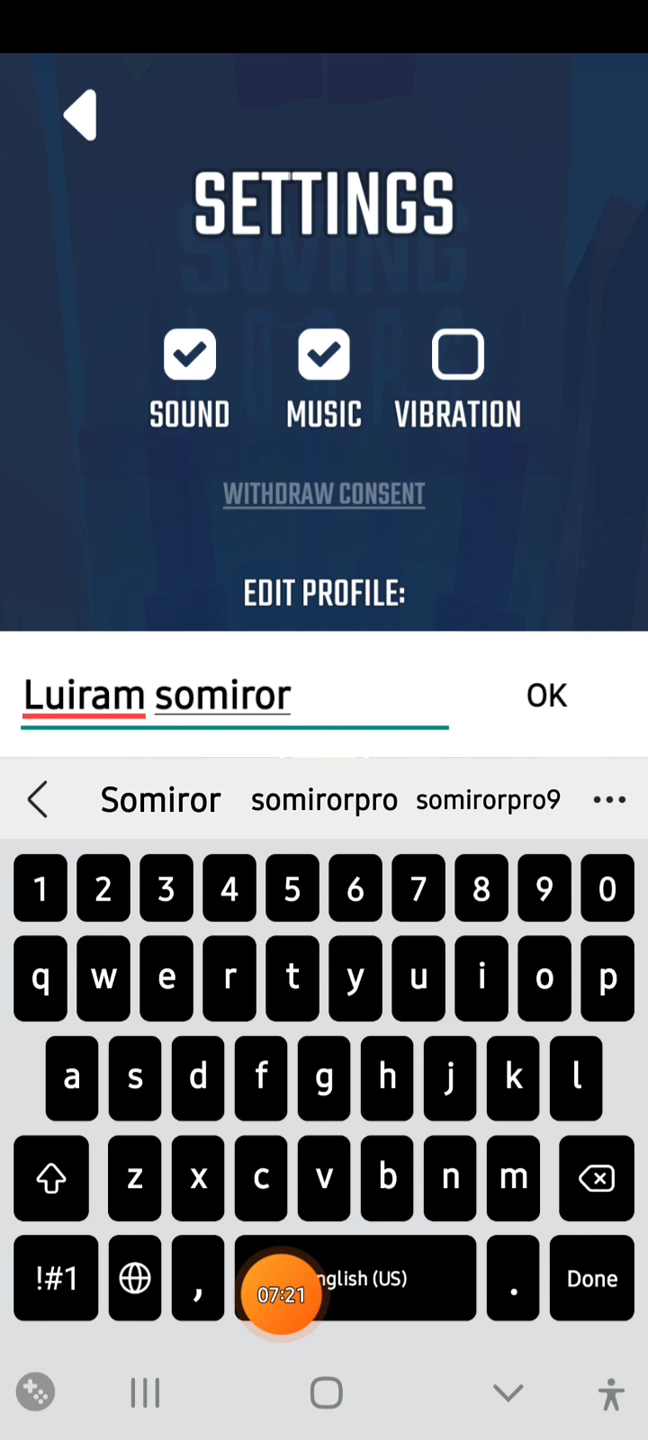 SETTINGS
SWING
SOUND MUSIC VIBRATION
WITHDRAW CONSENT
EDIT PROFILE:
Luiram somiror OK
Somiror somirorpro somirorpro9
1 2 3 4 5 6 7 8 9 0
q w e r t y u i o p
a s d f g h j k l
z x c v b n m
!#1 , 07:21 nglish (US) . Done